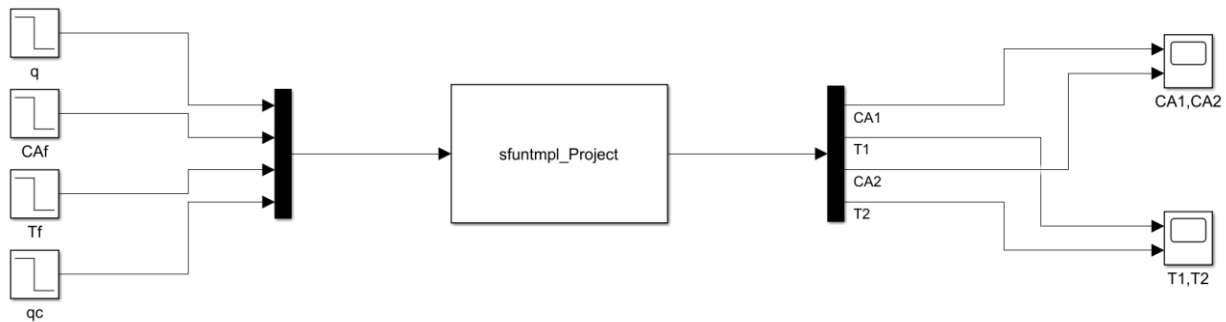 q
CAf
Tf
qc
sfuntmpl_Project
CA1
T1
CA2
T2
CA1,CA2
T1,T2